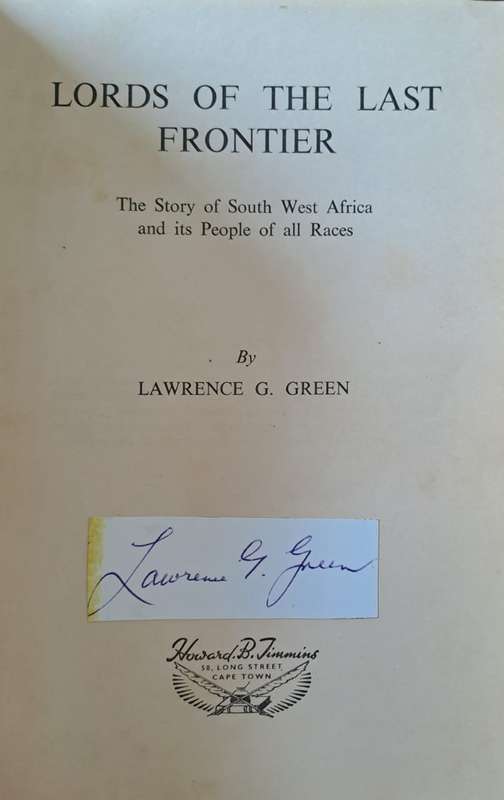 LORDS OF THE LAST
FRONTIER
The Story of South West Africa
and its People of all Races
By
LAWRENCE G. GREEN
Lawrence G. Green
Howard. B. Timmins
58, LONG STREET
CAPE TOWN